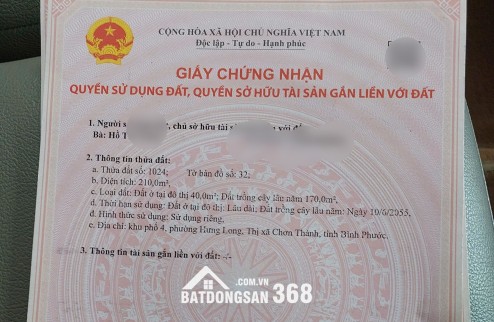 CỘNG HÒA XÃ HỘI CHỦ NGHĨA VIỆT NAM
Độc lập - Tự do - Hạnh phúc
GIẤY CHỨNG NHẬN
QUYỀN SỬ DỤNG ĐẤT, QUYỀN SỞ HỮU TÀI SẢN GẮN LIỀN VỚI ĐẤT
1. Người s , chủ sở hữu tài s với đ
Bà: Hồ T
2. Thông tin thửa đất:
a. Thửa đất số: 1024; Tờ bản đồ số: 32;
b. Diện tích: 210,0m²,
c. Loại đất: Đất ở tại đô thị 40,0m²; Đất trồng cây lâu năm 170,0m²,
d. Thời hạn sử dụng: Đất ở tại đô thị: Lâu dài; Đất trồng cây lâu năm: Ngày 10/6/2055,
đ. Hình thức sử dụng: Sử dụng riêng,
e. Địa chỉ: khu phố 4, phường Hưng Long, Thị xã Chơn Thành, tỉnh Bình Phước.
3. Thông tin tài sản gắn liền với đất: -/-
BATDONGSAN.COM.VN 368